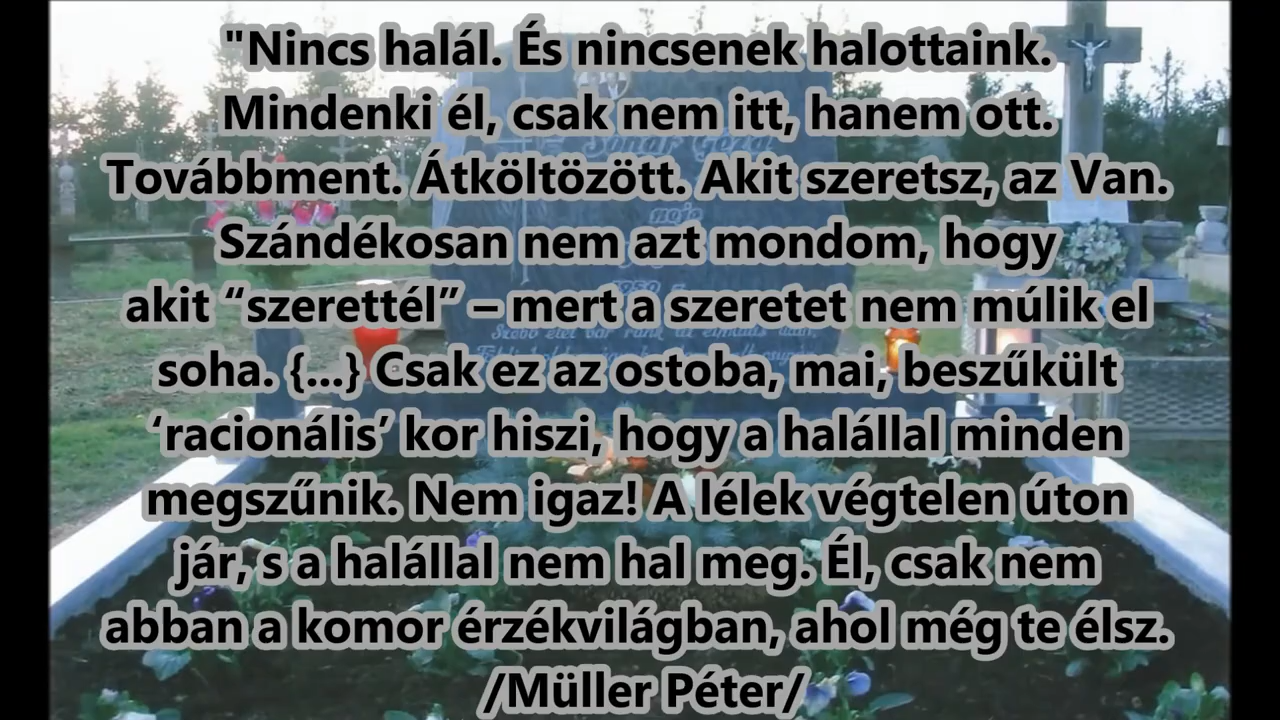 "Nincs halál. És nincsenek halottaink.
Mindenki él, csak nem itt, hanem ott.
Továbbment. Átköltözött. Akit szeretsz, az Van.
Szándékosan nem azt mondom, hogy
akit “szerettél” – mert a szeretet nem múlik el
soha. {...} Csak ez az ostoba, mai, beszűkült
‘racionális’ kor hiszi, hogy a halállal minden
megszűnik. Nem igaz! A lélek végtelen úton
jár, s a halállal nem hal meg. Él, csak nem
abban a komor érzékvilágban, ahol még te élsz.
/Müller Péter/